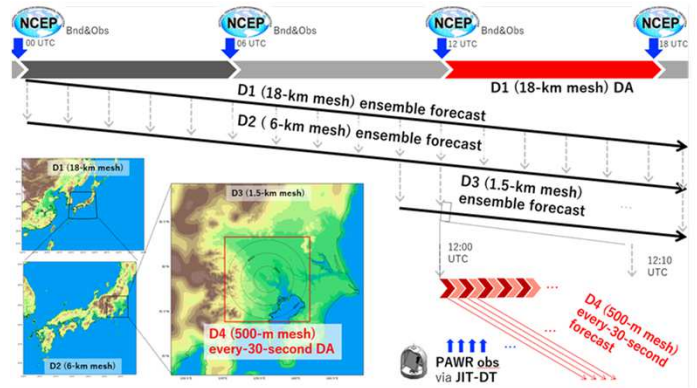 NCEP
Bnd&Obs
00 UTC
NCEP
Bnd&Obs
06 UTC
NCEP
Bnd&Obs
12 UTC
NCEP
18 UTC
D1 (18-km mesh) DA
D1 (18-km mesh) ensemble forecast
D2 ( 6-km mesh) ensemble forecast
D3 (1.5-km mesh)
ensemble forecast
...
D1 (18-km mesh)
D2 (6-km mesh)
D3 (1.5-km mesh)
D4 (500-m mesh)
every-30-second DA
12:00
UTC
12:10
UTC
...
...
D4 (500-m mesh)
every-30-second
forecast
PAWR obs
via JIT-DT
...